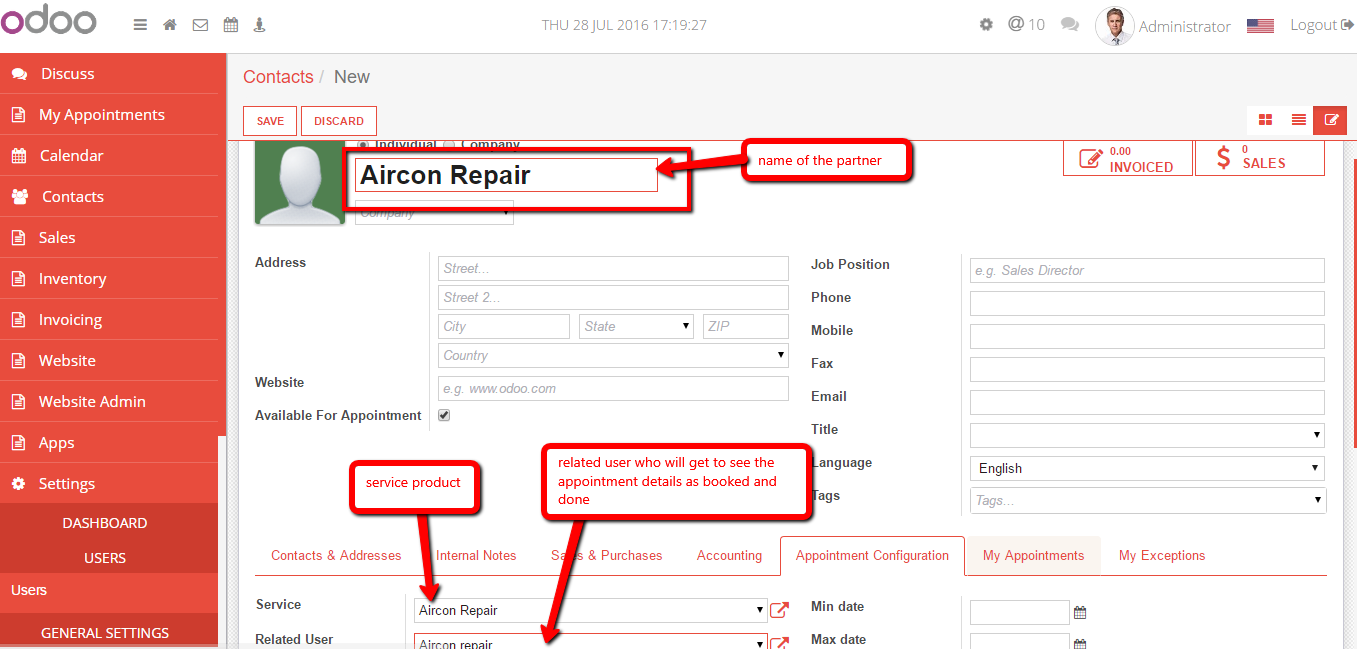 odoo
THU 28 JUL 2016 17:19:27
@ 10
Administrator
Logout
Discuss
My Appointments
Calendar
Contacts
Sales
Inventory
Invoicing
Website
Website Admin
Apps
Settings
DASHBOARD
USERS
Users
GENERAL SETTINGS
Contacts / New
SAVE
DISCARD
Individual
Company
Aircon Repair
name of the partner
Company
0.00
INVOICED
0
SALES
Address
Street...
Street 2...
City
State
ZIP
Country
Website
e.g. www.odoo.com
Available For Appointment
Job Position
e.g. Sales Director
Phone
Mobile
Fax
Email
Title
Language
English
Tags
Tags...
service product
related user who will get to see the
appointment details as booked and
done
Contacts & Addresses
Internal Notes
Sales & Purchases
Accounting
Appointment Configuration
My Appointments
My Exceptions
Service
Aircon Repair
Related User
Aircon repair
Min date
Max date